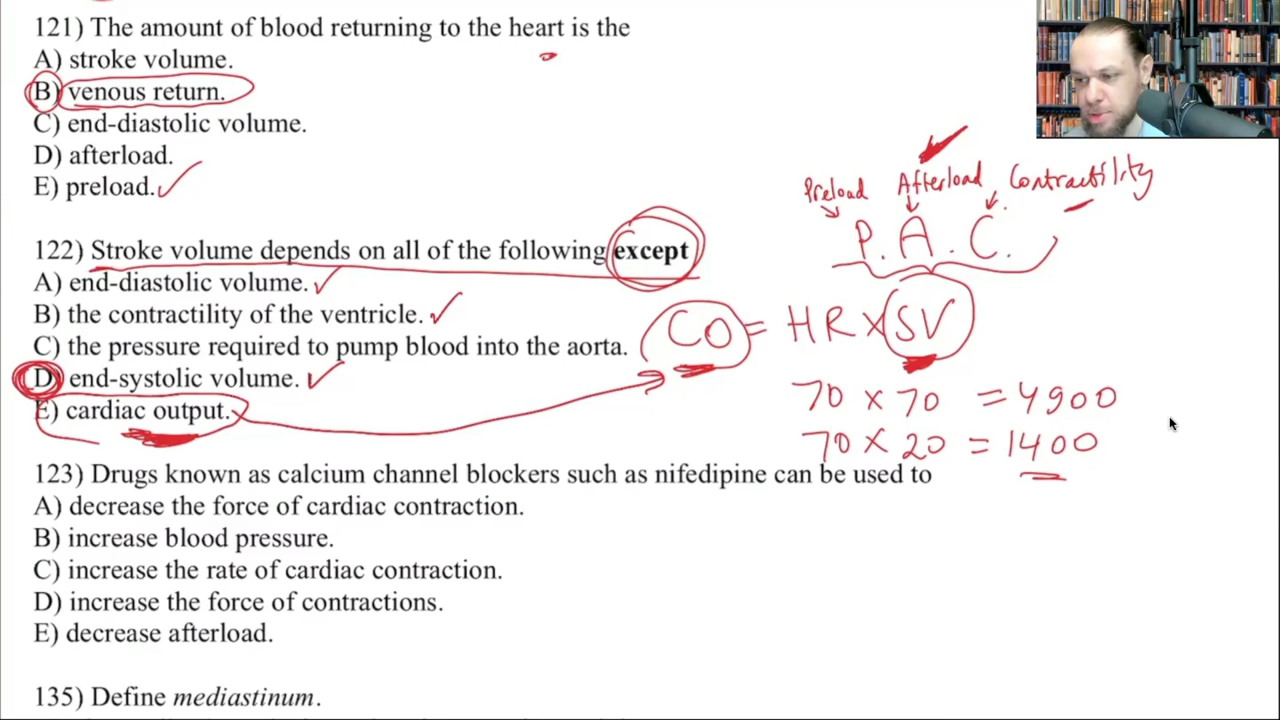 121) The amount of blood returning to the heart is the
A) stroke volume.
B) venous return.
C) end-diastolic volume.
D) afterload.
E) preload.
Preload Afterload Contractility
P. A. C.
122) Stroke volume depends on all of the following except
A) end-diastolic volume.
B) the contractility of the ventricle.
C) the pressure required to pump blood into the aorta.
D) end-systolic volume.
E) cardiac output.
CO = HR x SV
70 x 70 = 4900
70 x 20 = 1400
123) Drugs known as calcium channel blockers such as nifedipine can be used to
A) decrease the force of cardiac contraction.
B) increase blood pressure.
C) increase the rate of cardiac contraction.
D) increase the force of contractions.
E) decrease afterload.
135) Define mediastinum.